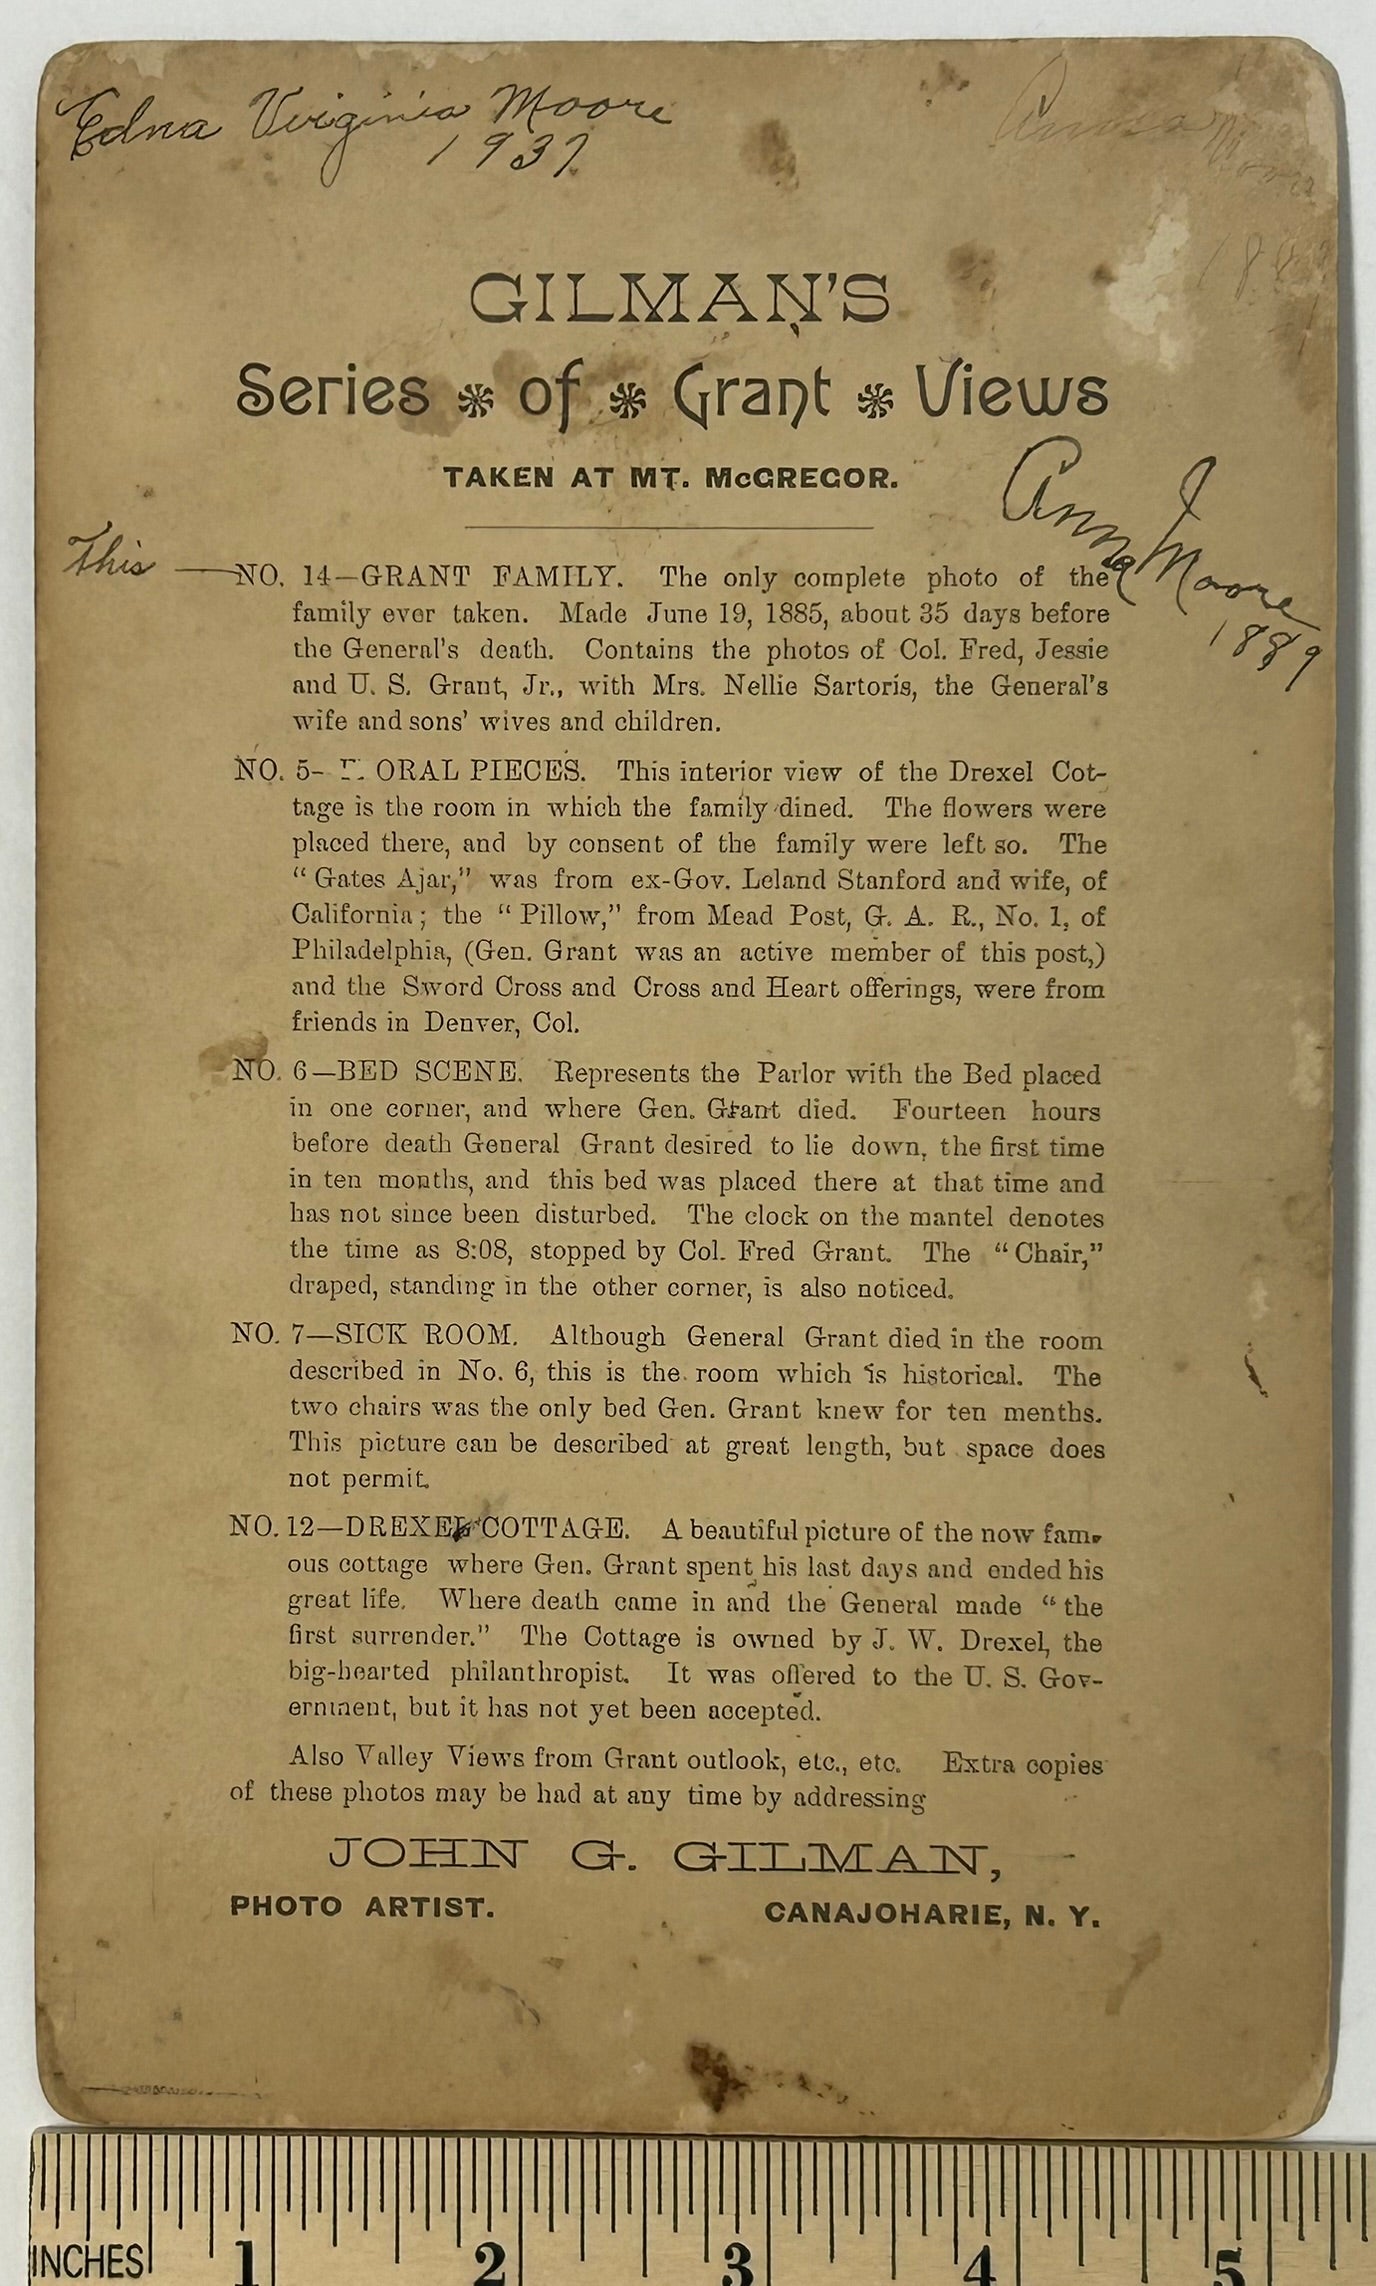 Edna Virginia Moore
1937
GILMAN'S
Series of Grant Views
TAKEN AT MT. McGREGOR.
Anna Moore
1889
This —
NO. 14—GRANT FAMILY. The only complete photo of the
family ever taken. Made June 19, 1885, about 35 days before
the General's death. Contains the photos of Col. Fred, Jessie
and U. S. Grant, Jr., with Mrs. Nellie Sartoris, the General's
wife and sons' wives and children.
NO. 5- ORAL PIECES. This interior view of the Drexel Cot-
tage is the room in which the family dined. The flowers were
placed there, and by consent of the family were left so. The
"Gates Ajar," was from ex-Gov. Leland Stanford and wife, of
California; the "Pillow," from Mead Post, G. A. R., No. 1, of
Philadelphia, (Gen. Grant was an active member of this post,)
and the Sword Cross and Cross and Heart offerings, were from
friends in Denver, Col.
NO. 6—BED SCENE. Represents the Parlor with the Bed placed
in one corner, and where Gen. Grant died. Fourteen hours
before death General Grant desired to lie down, the first time
in ten months, and this bed was placed there at that time and
has not since been disturbed. The clock on the mantel denotes
the time as 8:08, stopped by Col. Fred Grant. The "Chair,"
draped, standing in the other corner, is also noticed.
NO. 7—SICK ROOM. Although General Grant died in the room
described in No. 6, this is the room which is historical. The
two chairs was the only bed Gen. Grant knew for ten menths.
This picture can be described at great length, but space does
not permit.
NO. 12—DREXEL COTTAGE. A beautiful picture of the now fam-
ous cottage where Gen. Grant spent his last days and ended his
great life. Where death came in and the General made "the
first surrender." The Cottage is owned by J. W. Drexel, the
big-hearted philanthropist. It was offered to the U. S. Gov-
ernment, but it has not yet been accepted.
Also Valley Views from Grant outlook, etc., etc. Extra copies
of these photos may be had at any time by addressing
JOHN G. GILMAN,
PHOTO ARTIST. CANAJOHARIE, N. Y.
INCHES 1 2 3 4 5